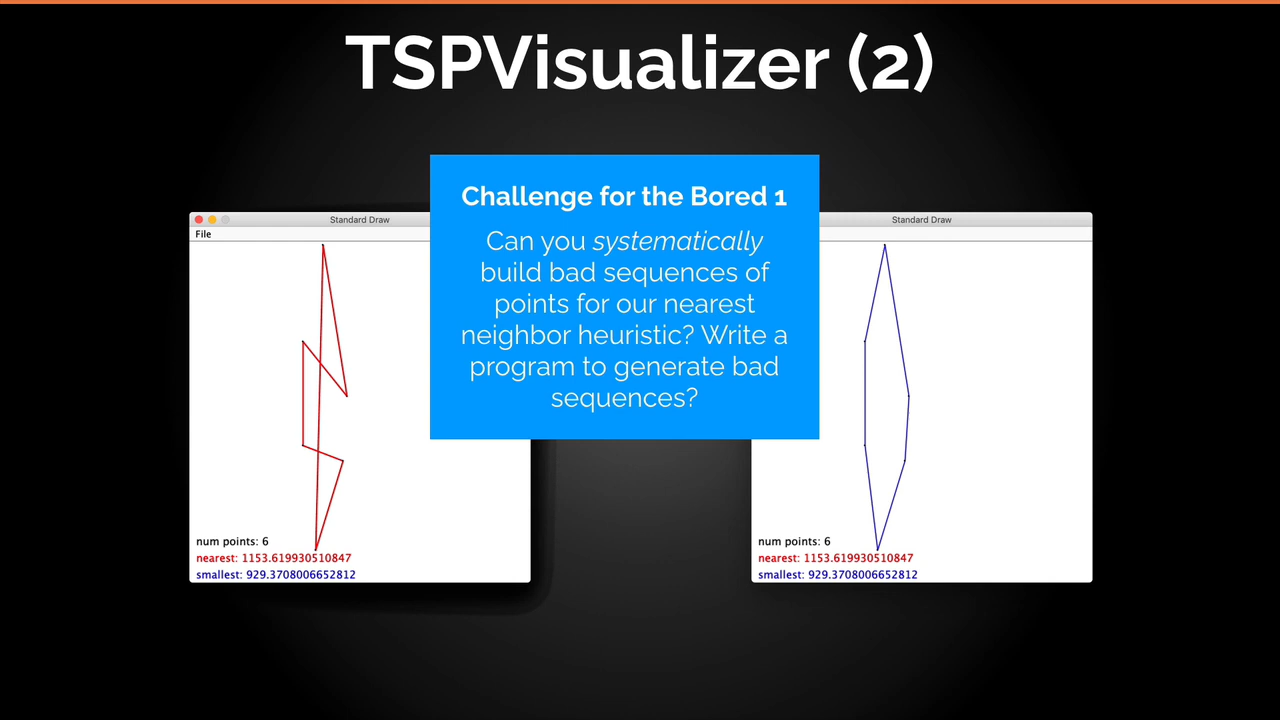 TSPVisualizer (2)
Challenge for the Bored 1
Can you systematically
build bad sequences of
points for our nearest
neighbor heuristic? Write a
program to generate bad
sequences?
Standard Draw
File
num points: 6
nearest: 1153.619930510847
smallest: 929.3708006652812
Standard Draw
num points: 6
nearest: 1153.619930510847
smallest: 929.3708006652812